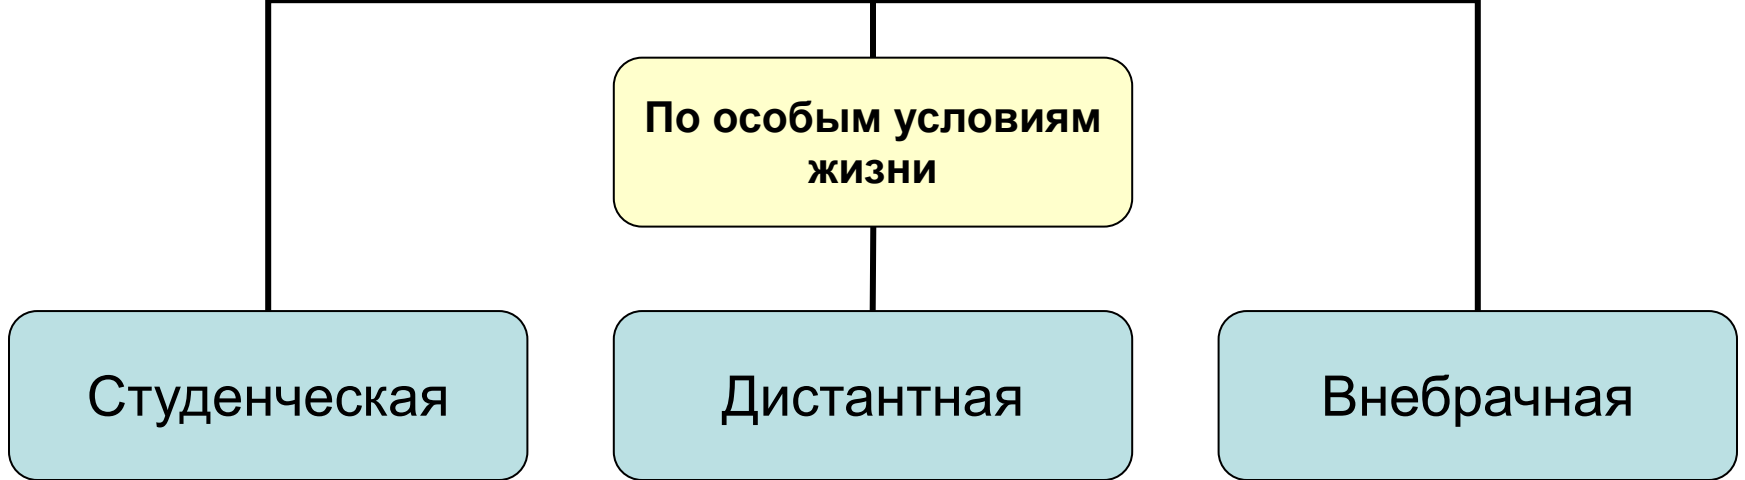 По особым условиям
жизни
Студенческая
Дистантная
Внебрачная